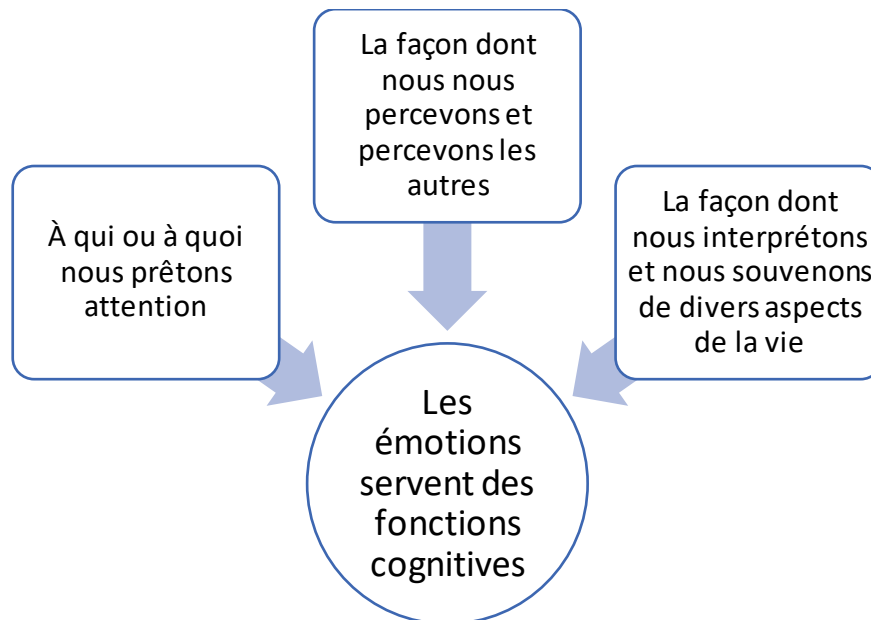 À qui ou à quoi
nous prêtons
attention
La façon dont
nous nous
percevons et
percevons les
autres
La façon dont
nous interprétons
et nous souvenons
de divers aspects
de la vie
Les
émotions
servent des
fonctions
cognitives